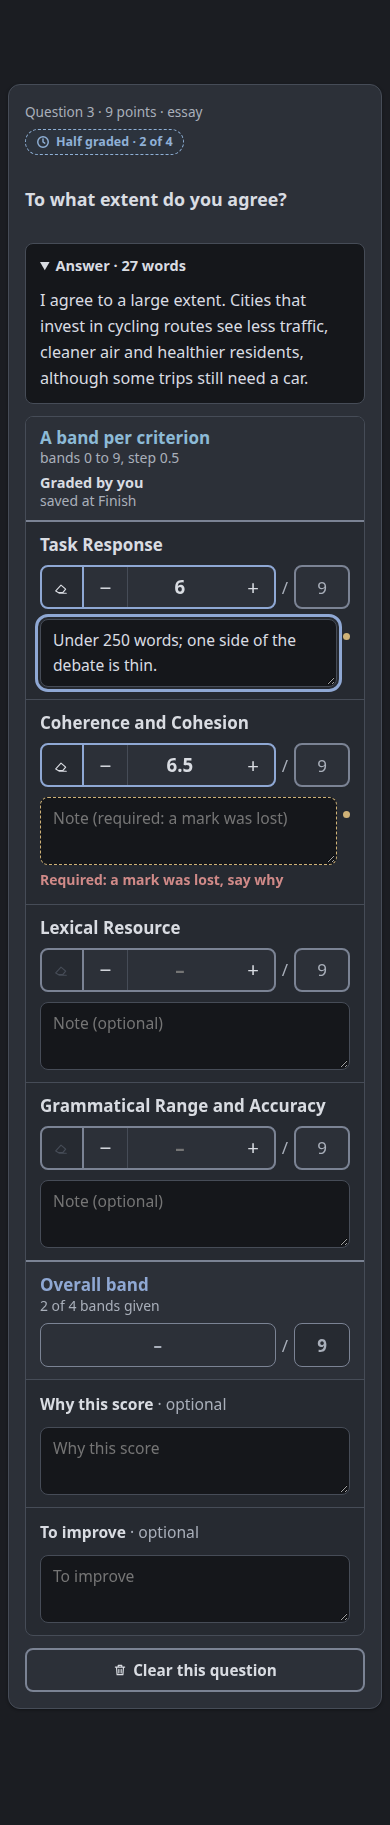 Question 3 · 9 points · essay
Half graded · 2 of 4
To what extent do you agree?
▼ Answer · 27 words
I agree to a large extent. Cities that
invest in cycling routes see less traffic,
cleaner air and healthier residents,
although some trips still need a car.
A band per criterion
bands 0 to 9, step 0.5
Graded by you
saved at Finish
Task Response
− 6 + / 9
Under 250 words; one side of the
debate is thin.
Coherence and Cohesion
− 6.5 + / 9
Note (required: a mark was lost)
Required: a mark was lost, say why
Lexical Resource
− – + / 9
Note (optional)
Grammatical Range and Accuracy
− – + / 9
Note (optional)
Overall band
2 of 4 bands given
– / 9
Why this score · optional
Why this score
To improve · optional
To improve
Clear this question